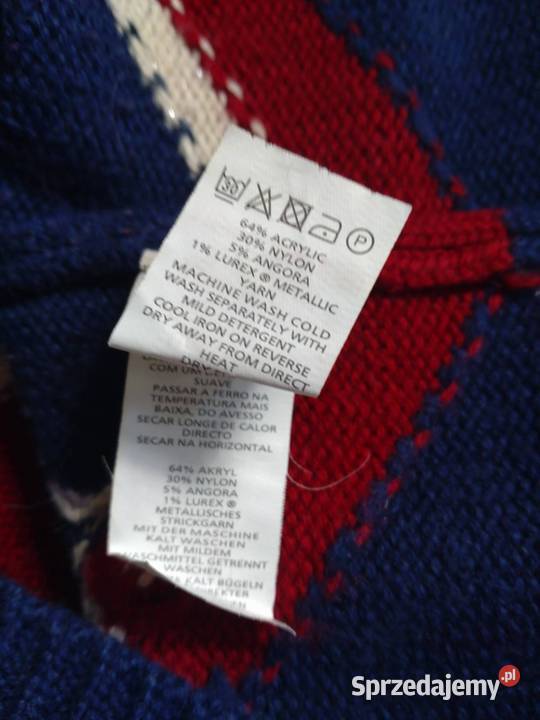 30
P
64% ACRYLIC
30% NYLON
5% ANGORA
1% LUREX ® METALLIC
YARN
MACHINE WASH COLD
WASH SEPARATELY WITH
MILD DETERGENT
COOL IRON ON REVERSE
DRY AWAY FROM DIRECT
HEAT
COM UM
SUAVE
PASSAR A FERRO NA
TEMPERATURA MAIS
BAIXA, DO AVESSO
SECAR LONGE DE CALOR
DIRECTO
SECAR NA HORIZONTAL
64% AKRYL
30% NYLON
5% ANGORA
1% LUREX ®
METALLISCHES
STRICKGARN
MIT DER MASCHINE
KALT WASCHEN
MIT MILDEM
WASCHMITTEL GETRENNT
WASCHEN
KALT BÜGELN
Sprzedajemy.pl